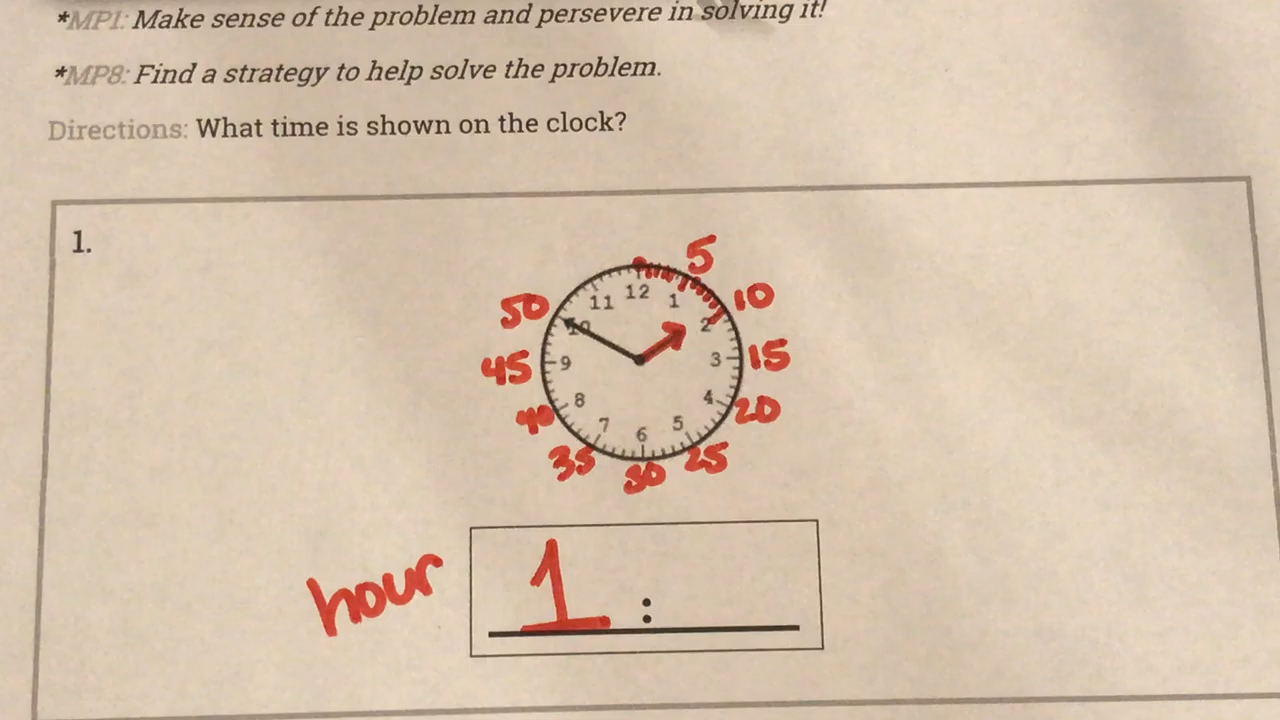 *MP1: Make sense of the problem and persevere in solving it!
*MP8: Find a strategy to help solve the problem.
Directions: What time is shown on the clock?
1.
5
50 11 12 1 10
10 2
45 9 3 15
40 8 4 20
7 6 5
35 30 25
hour 1 :